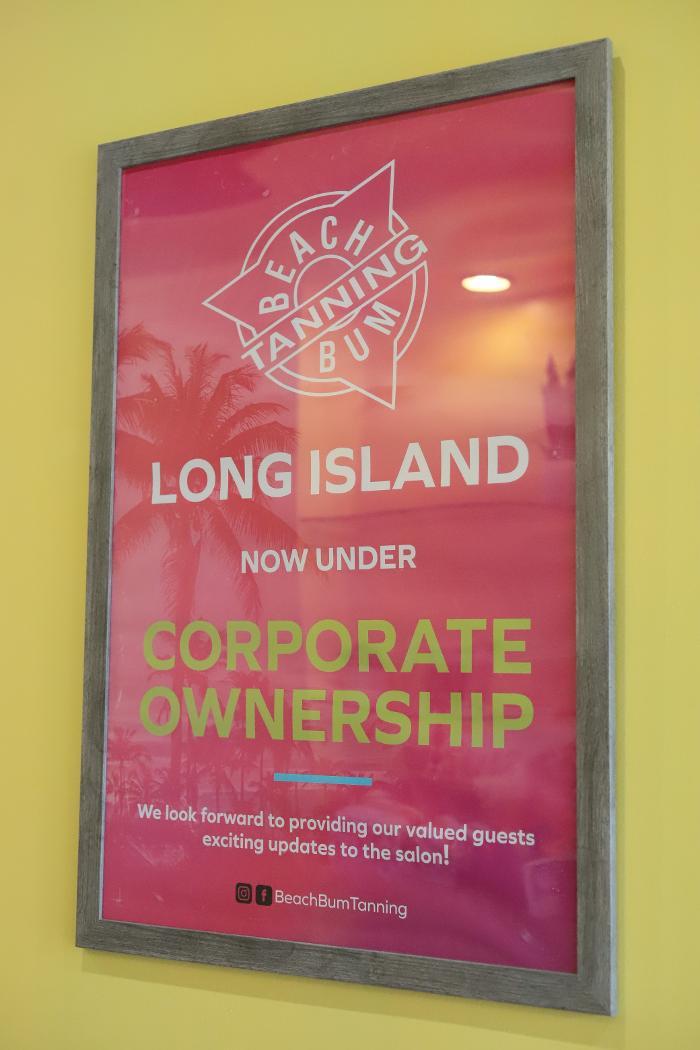 BEACH
TANNING
BUM
LONG ISLAND
NOW UNDER
CORPORATE
OWNERSHIP
We look forward to providing our valued guests
exciting updates to the salon!
BeachBumTanning